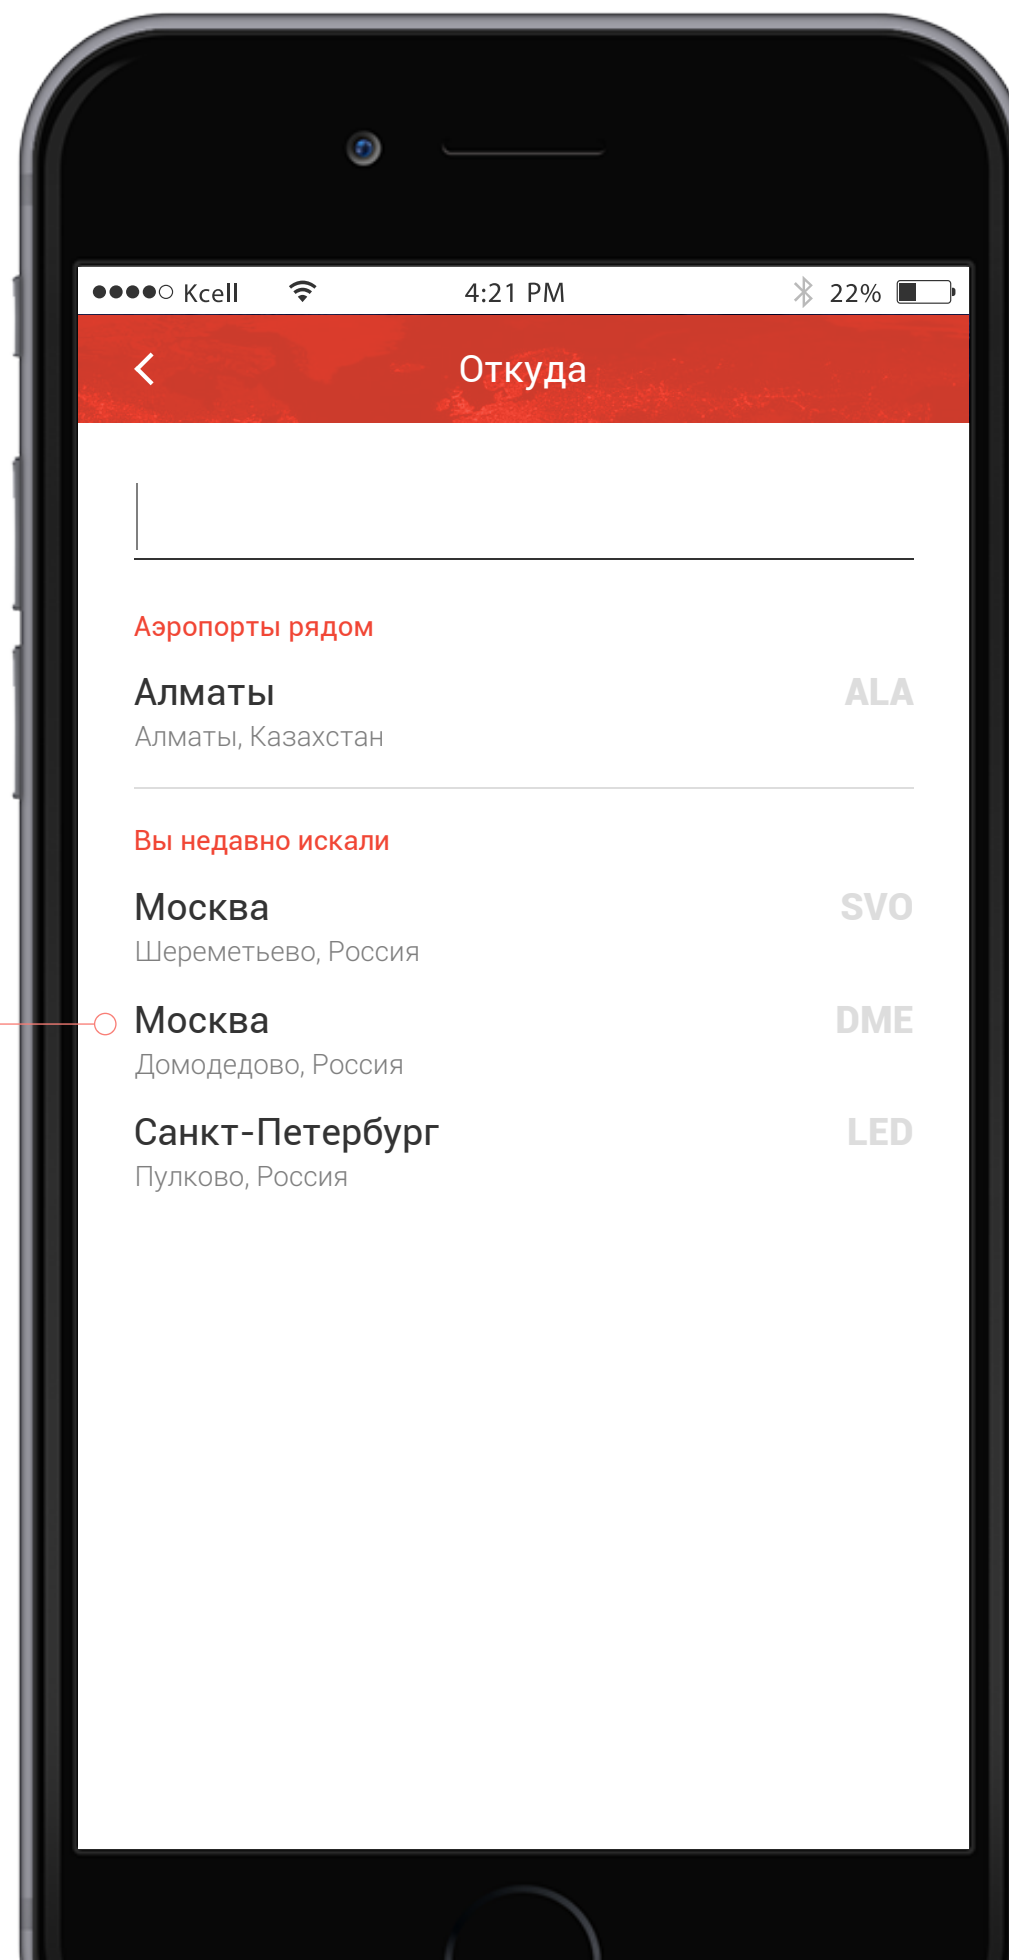 Kcell 4:21 PM 22%
Откуда
Аэропорты рядом
Алматы ALA
Алматы, Казахстан
Вы недавно искали
Москва SVO
Шереметьево, Россия
Москва DME
Домодедово, Россия
Санкт-Петербург LED
Пулково, Россия